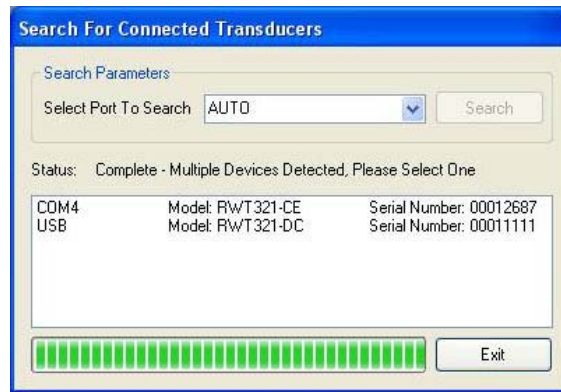 Search For Connected Transducers
Search Parameters
Select Port To Search AUTO Search
Status: Complete - Multiple Devices Detected, Please Select One
COM4 Model: RWT321-CE Serial Number: 00012687
USB Model: RWT321-DC Serial Number: 00011111
Exit